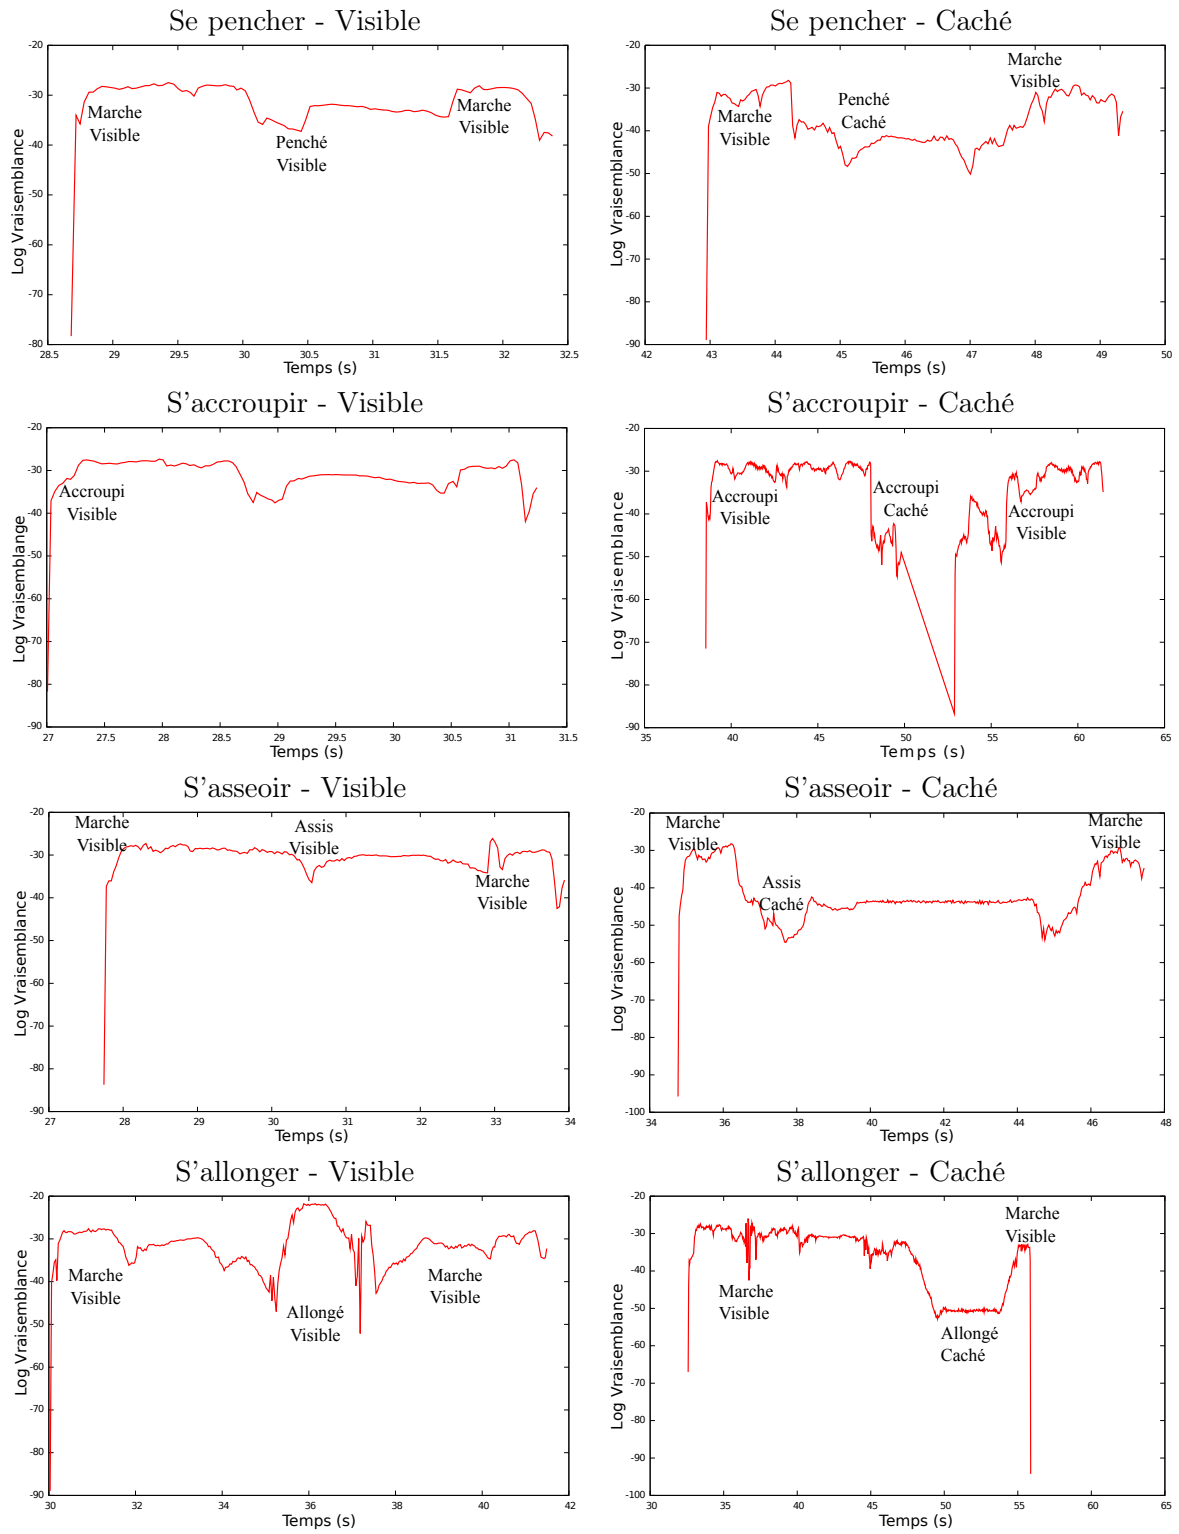 Se pencher - Visible
-20
-30
-40
-50
-60
-70
-80
Log Vraisemblance
Marche
Visible
Penché
Visible
Marche
Visible
28.5 29 29.5 30 30.5 31 31.5 32 32.5
Temps (s)
Se pencher - Caché
-20
-30
-40
-50
-60
-70
-80
-90
Log Vraisemblance
Marche
Visible
Penché
Caché
Marche
Visible
42 43 44 45 46 47 48 49 50
Temps (s)
S'accroupir - Visible
-20
-30
-40
-50
-60
-70
-80
-90
Log Vraisemblange
Accroupi
Visible
27 27.5 28 28.5 29 29.5 30 30.5 31 31.5
Temps (s)
S'accroupir - Caché
-20
-30
-40
-50
-60
-70
-80
-90
Log Vraisemblance
Accroupi
Visible
Accroupi
Caché
Accroupi
Visible
35 40 45 50 55 60 65
Temps (s)
S'asseoir - Visible
-20
-30
-40
-50
-60
-70
-80
-90
Log Vraisemblance
Marche
Visible
Assis
Visible
Marche
Visible
27 28 29 30 31 32 33 34
Temps (s)
S'asseoir - Caché
-20
-30
-40
-50
-60
-70
-80
-90
-100
Log Vraisemblance
Marche
Visible
Assis
Caché
Marche
Visible
34 36 38 40 42 44 46 48
Temps (s)
S'allonger - Visible
-20
-30
-40
-50
-60
-70
-80
-90
Log Vraisemblance
Marche
Visible
Allongé
Visible
Marche
Visible
30 32 34 36 38 40 42
Temps (s)
S'allonger - Caché
-20
-30
-40
-50
-60
-70
-80
-90
-100
Log Vraisemblance
Marche
Visible
Allongé
Caché
Marche
Visible
30 35 40 45 50 55 60 65
Temps (s)